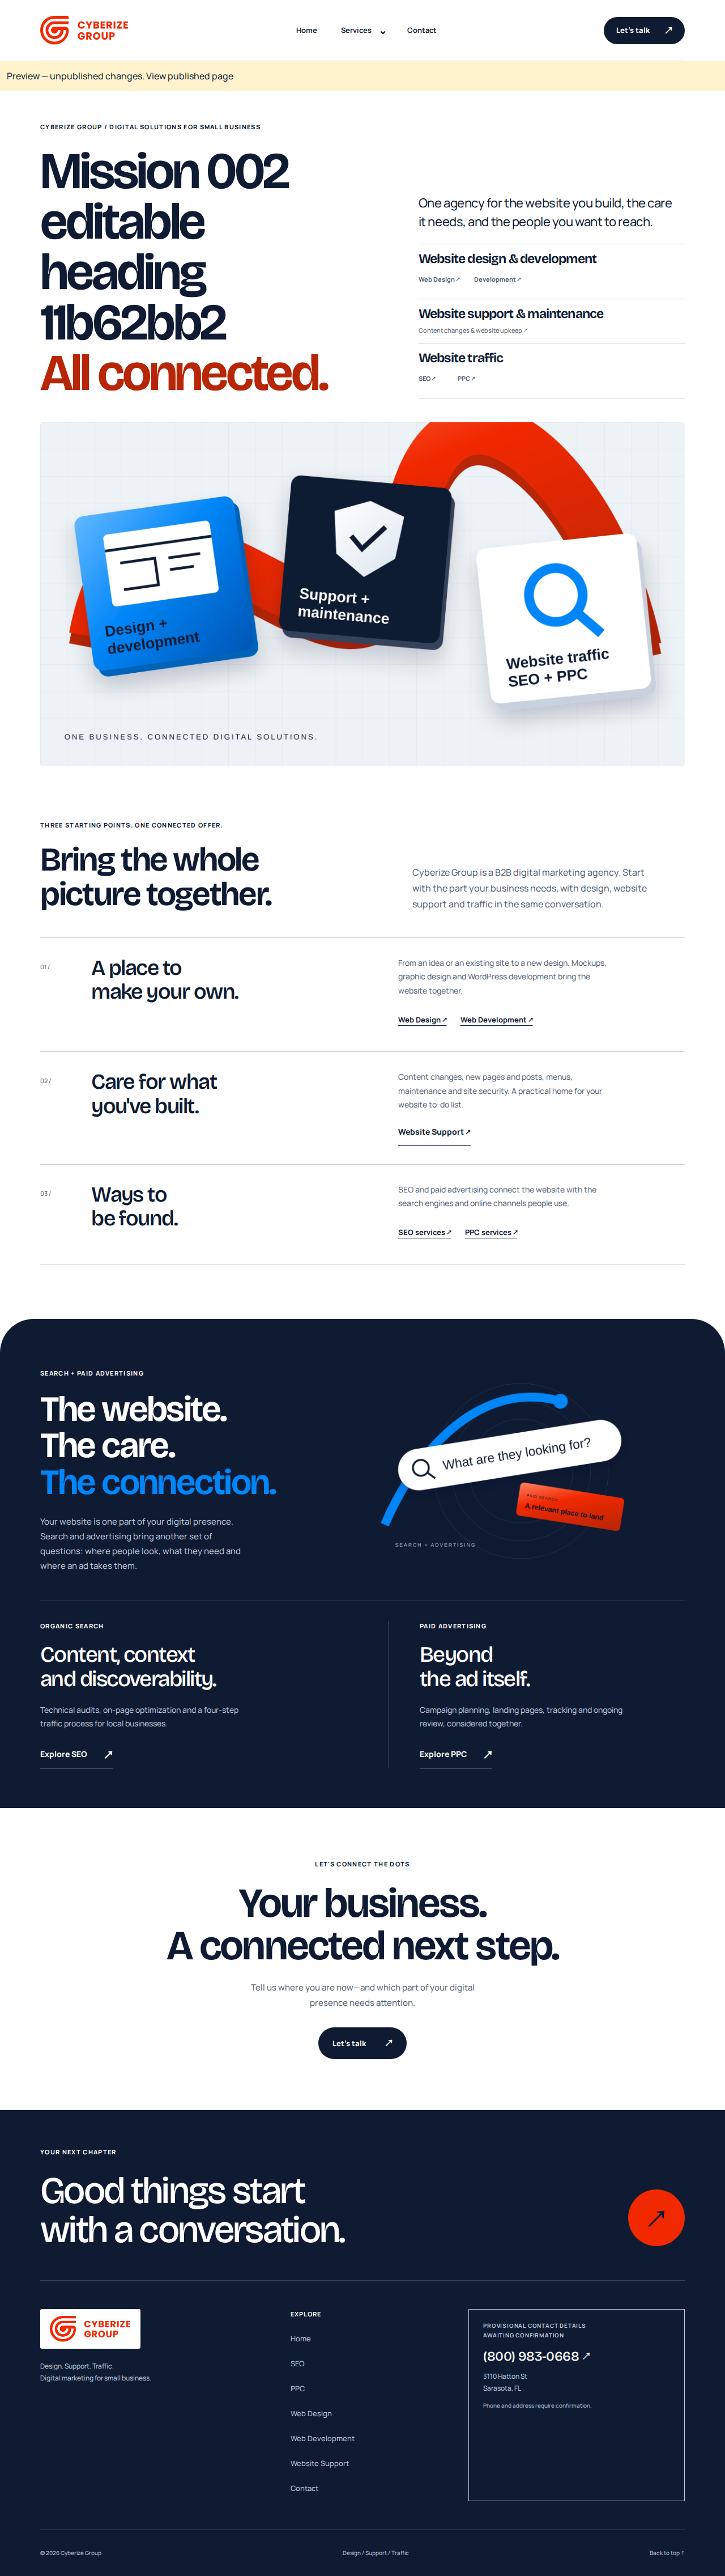 CYBERIZE
GROUP
Home
Services
Contact
Let's talk ↗
Preview — unpublished changes. View published page
CYBERIZE GROUP / DIGITAL SOLUTIONS FOR SMALL BUSINESS
Mission 002
editable
heading
11b62bb2
All connected.
One agency for the website you build, the care
it needs, and the people you want to reach.
Website design & development
Web Design ↗
Development ↗
Website support & maintenance
Content changes & website upkeep ↗
Website traffic
SEO ↗
PPC ↗
Design +
development
Support +
maintenance
Website traffic
SEO + PPC
ONE BUSINESS. CONNECTED DIGITAL SOLUTIONS.
THREE STARTING POINTS. ONE CONNECTED OFFER.
Bring the whole
picture together.
Cyberize Group is a B2B digital marketing agency. Start
with the part your business needs, with design, website
support and traffic in the same conversation.
01 /
A place to
make your own.
From an idea or an existing site to a new design. Mockups,
graphic design and WordPress development bring the
website together.
Web Design ↗
Web Development ↗
02 /
Care for what
you've built.
Content changes, new pages and posts, menus,
maintenance and site security. A practical home for your
website to-do list.
Website Support ↗
03 /
Ways to
be found.
SEO and paid advertising connect the website with the
search engines and online channels people use.
SEO services ↗
PPC services ↗
SEARCH + PAID ADVERTISING
The website.
The care.
The connection.
Your website is one part of your digital presence.
Search and advertising bring another set of
questions: where people look, what they need and
where an ad takes them.
What are they looking for?
PAID SEARCH
A relevant place to land
SEARCH + ADVERTISING
ORGANIC SEARCH
Content, context
and discoverability.
Technical audits, on-page optimization and a four-step
traffic process for local businesses.
Explore SEO ↗
PAID ADVERTISING
Beyond
the ad itself.
Campaign planning, landing pages, tracking and ongoing
review, considered together.
Explore PPC ↗
LET'S CONNECT THE DOTS
Your business.
A connected next step.
Tell us where you are now—and which part of your digital
presence needs attention.
Let's talk ↗
YOUR NEXT CHAPTER
Good things start
with a conversation.
↗
CYBERIZE
GROUP
Design. Support. Traffic.
Digital marketing for small business.
EXPLORE
Home
SEO
PPC
Web Design
Web Development
Website Support
Contact
PROVISIONAL CONTACT DETAILS
AWAITING CONFIRMATION
(800) 983-0668 ↗
3110 Hatton St
Sarasota, FL
Phone and address require confirmation.
© 2026 Cyberize Group
Design / Support / Traffic
Back to top ↑